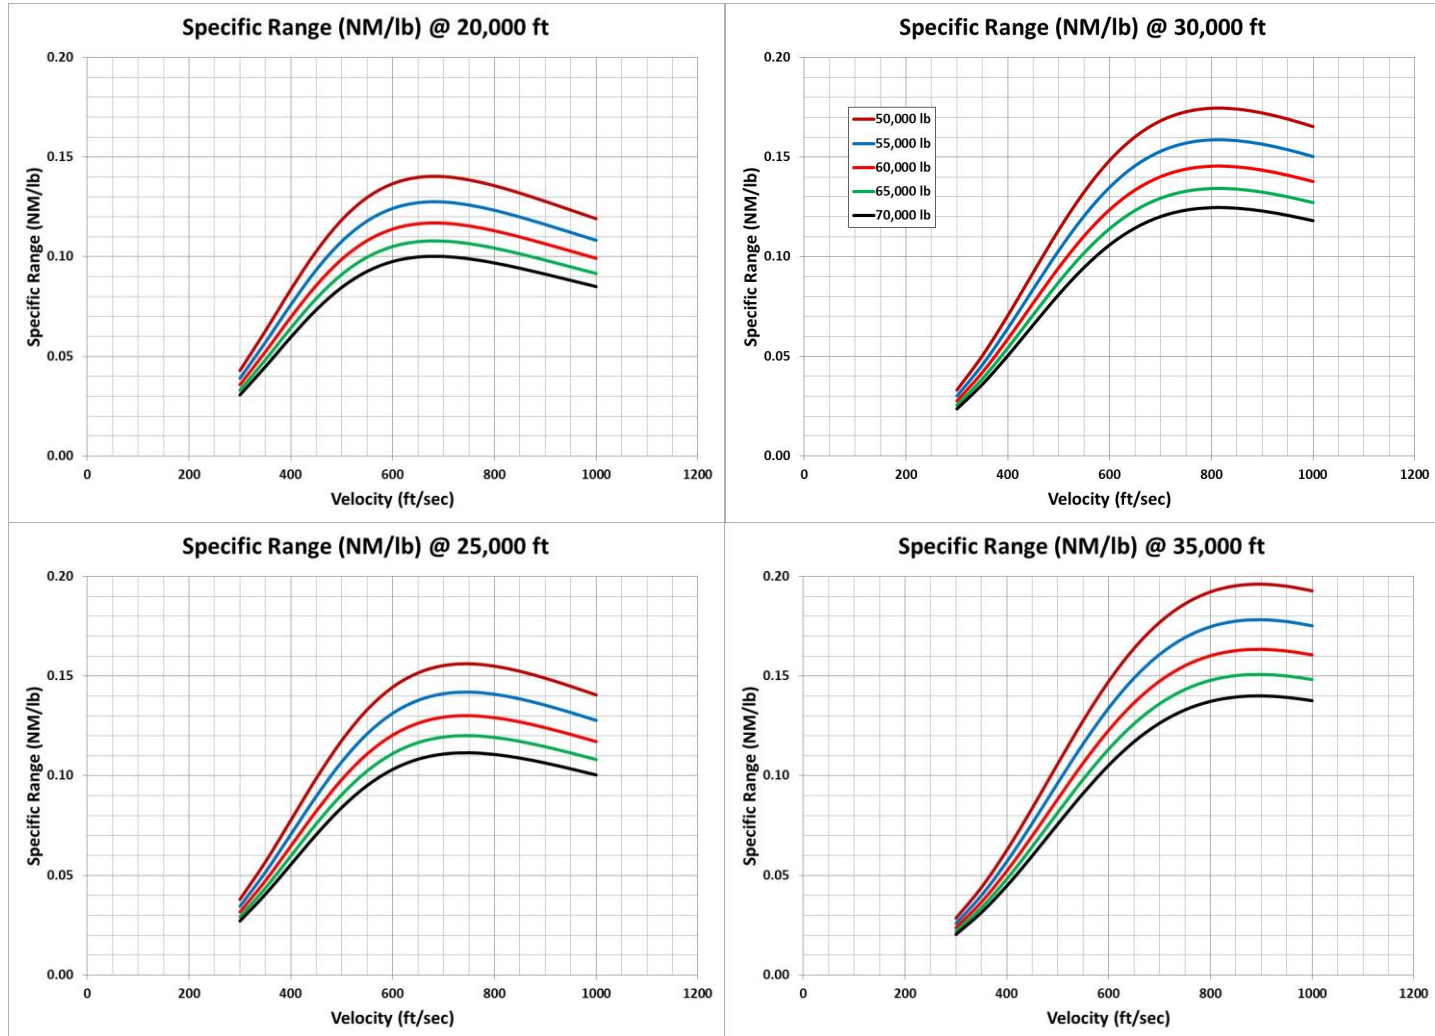 Specific Range (NM/lb) @ 20,000 ft
Specific Range (NM/lb)
0.20
0.15
0.10
0.05
0.00
0 200 400 600 800 1000 1200
Velocity (ft/sec)
Specific Range (NM/lb) @ 30,000 ft
Specific Range (NM/lb)
0.20
0.15
0.10
0.05
0.00
50,000 lb
55,000 lb
60,000 lb
65,000 lb
70,000 lb
0 200 400 600 800 1000 1200
Velocity (ft/sec)
Specific Range (NM/lb) @ 25,000 ft
Specific Range (NM/lb)
0.20
0.15
0.10
0.05
0.00
0 200 400 600 800 1000 1200
Velocity (ft/sec)
Specific Range (NM/lb) @ 35,000 ft
Specific Range (NM/lb)
0.20
0.15
0.10
0.05
0.00
0 200 400 600 800 1000 1200
Velocity (ft/sec)